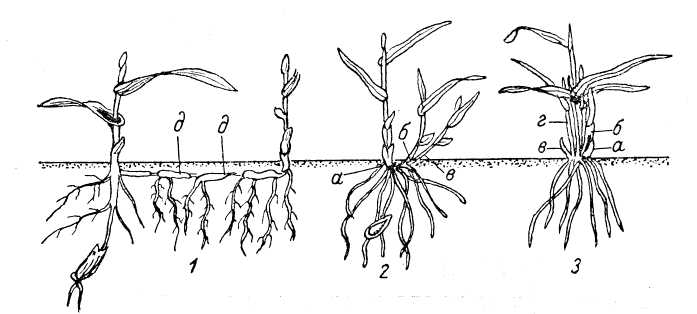 д д
а б в
г в б а
1 2 3